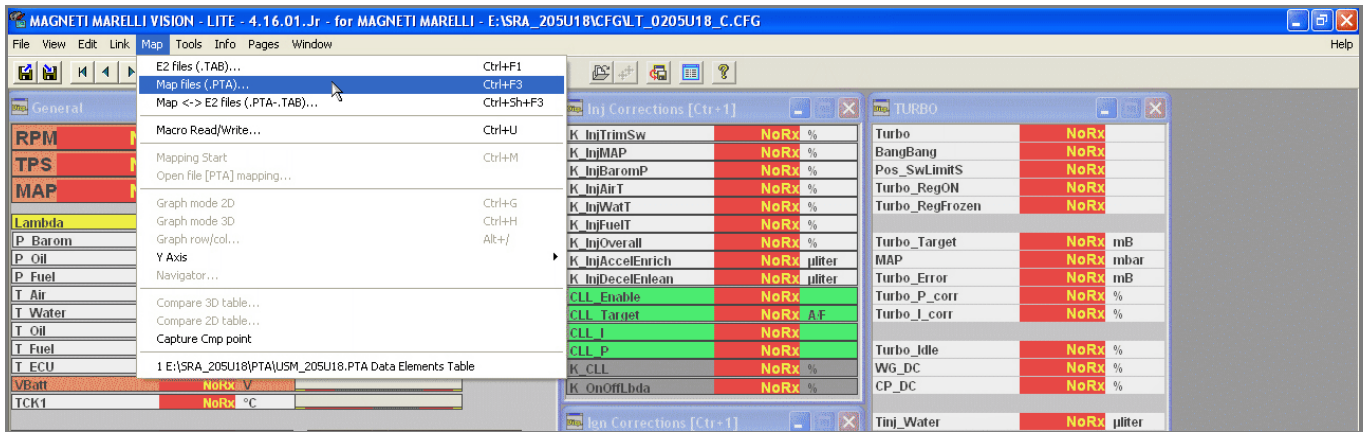 MAGNETI MARELLI VISION - LITE - 4.16.01.Jr - for MAGNETI MARELLI - E:\SRA_205U18\CFG\LT_0205U18_C.CFG
File View Edit Link Map Tools Info Pages Window Help
E2 files (.TAB)... Ctrl+F1
Map files (.PTA)... Ctrl+F3
Map <-> E2 files (.PTA-.TAB)... Ctrl+Sh+F3
Macro Read/Write... Ctrl+U
Mapping Start Ctrl+M
Open file [PTA] mapping...
Graph mode 2D Ctrl+G
Graph mode 3D Ctrl+H
Graph row/col... Alt+/
Y Axis
Navigator...
Compare 3D table...
Compare 2D table...
Capture Cmp point
1 E:\SRA_205U18\PTA\USM_205U18.PTA Data Elements Table
General
RPM
TPS
MAP
Lambda
P_Barom
P_Oil
P_Fuel
T_Air
T_Water
T_Oil
T_Fuel
T_ECU
VBatt NoRx V
TCK1 NoRx °C
Inj Corrections [Ctr+1]
K_InjTrimSw NoRx %
K_InjMAP NoRx %
K_InjBaromP NoRx %
K_InjAirT NoRx %
K_InjWatT NoRx %
K_InjFuelT NoRx %
K_InjOverall NoRx %
K_InjAccelEnrich NoRx µliter
K_InjDecelEnlean NoRx µliter
CLL_Enable NoRx
CLL_Target NoRx A/F
CLL_I NoRx
CLL_P NoRx
K_CLL NoRx %
K_OnOffLbda NoRx %
Ign Corrections [Ctr+1]
TURBO
Turbo NoRx
BangBang NoRx
Pos_SwLimitS NoRx
Turbo_RegON NoRx
Turbo_RegFrozen NoRx
Turbo_Target NoRx mB
MAP NoRx mbar
Turbo_Error NoRx mB
Turbo_P_corr NoRx %
Turbo_I_corr NoRx %
Turbo_Idle NoRx %
WG_DC NoRx %
CP_DC NoRx %
Tinj_Water NoRx µliter